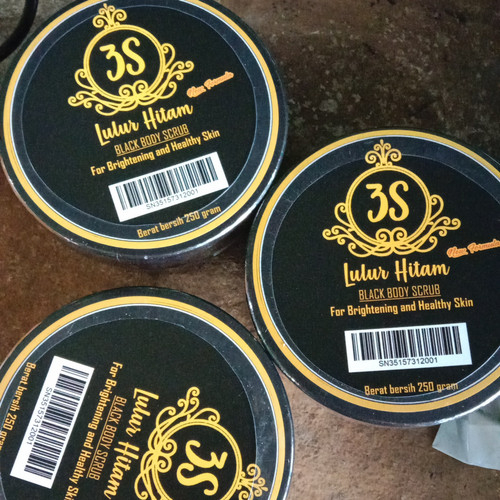 3S
New Formula
Lulur Hitam
BLACK BODY SCRUB
For Brightening and Healthy Skin
SN35157312001
Berat bersih 250 gram
3S
New Formula
Lulur Hitam
BLACK BODY SCRUB
For Brightening and Healthy Skin
SN35157312001
Berat bersih 250 gram
3S
Lulur Hitam
BLACK BODY SCRUB
For Brightening and Healthy Skin
SN35157312001
Berat bersih 250 gram